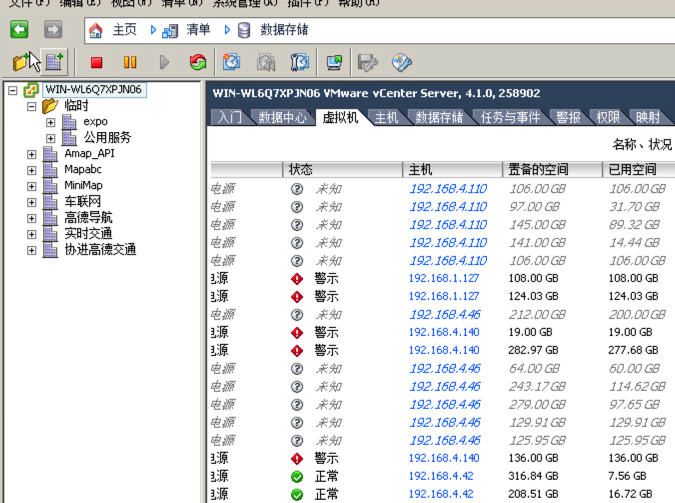 文件(F) 编辑(E) 视图(W) 清单(N) 系统管理(A) 插件(P) 帮助(H)
主页 清单 数据存储
WIN-WL6Q7XPJN06
临时
expo
公用服务
Amap_API
Mapabc
MiniMap
车联网
高德导航
实时交通
协进高德交通
WIN-WL6Q7XPJN06 VMware vCenter Server, 4.1.0, 258902
入门 数据中心 虚拟机 主机 数据存储 任务与事件 警报 权限 映射
名称、状况
状态 主机 置备的空间 已用空间
电源 未知 192.168.4.110 106.00 GB 106.00 GB
电源 未知 192.168.4.110 97.00 GB 31.70 GB
电源 未知 192.168.4.110 145.00 GB 89.32 GB
电源 未知 192.168.4.110 141.00 GB 14.44 GB
电源 未知 192.168.4.110 106.00 GB 106.00 GB
电源 警示 192.168.1.127 108.00 GB 108.00 GB
电源 警示 192.168.1.127 124.03 GB 124.03 GB
电源 未知 192.168.4.46 212.00 GB 200.00 GB
电源 警示 192.168.4.140 19.00 GB 19.00 GB
电源 警示 192.168.4.140 282.97 GB 277.68 GB
电源 未知 192.168.4.46 64.00 GB 60.00 GB
电源 未知 192.168.4.46 243.17 GB 114.62 GB
电源 未知 192.168.4.46 279.00 GB 97.65 GB
电源 未知 192.168.4.46 129.91 GB 129.91 GB
电源 未知 192.168.4.46 125.95 GB 125.95 GB
电源 警示 192.168.4.140 136.00 GB 136.00 GB
电源 正常 192.168.4.42 316.84 GB 7.56 GB
电源 正常 192.168.4.42 208.51 GB 16.72 GB